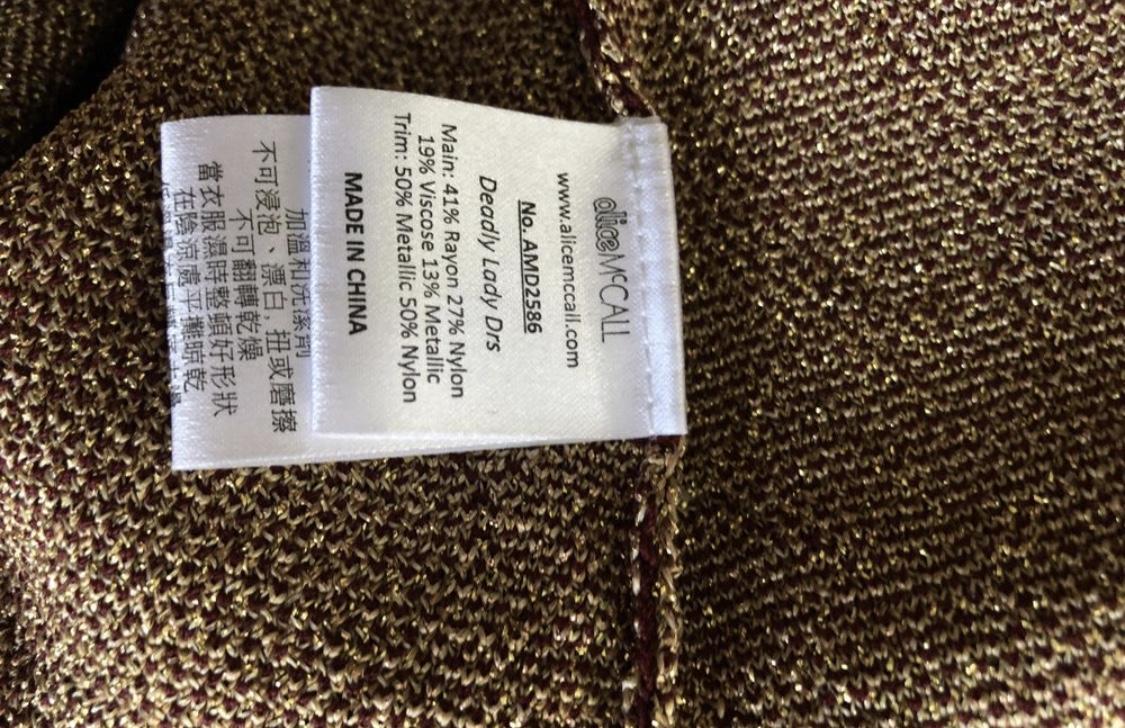 aliceMcCALL
www.alicemccall.com
No. AMD2586
Deadly Lady Drs
Main: 41% Rayon 27% Nylon
19% Viscose 13% Metallic
Trim: 50% Metallic 50% Nylon
MADE IN CHINA
加溫和洗潔劑
不可浸泡、漂白, 扭或磨擦
不可翻轉乾燥
當衣服濕時整頓好形狀
在陰涼處平攤晾乾